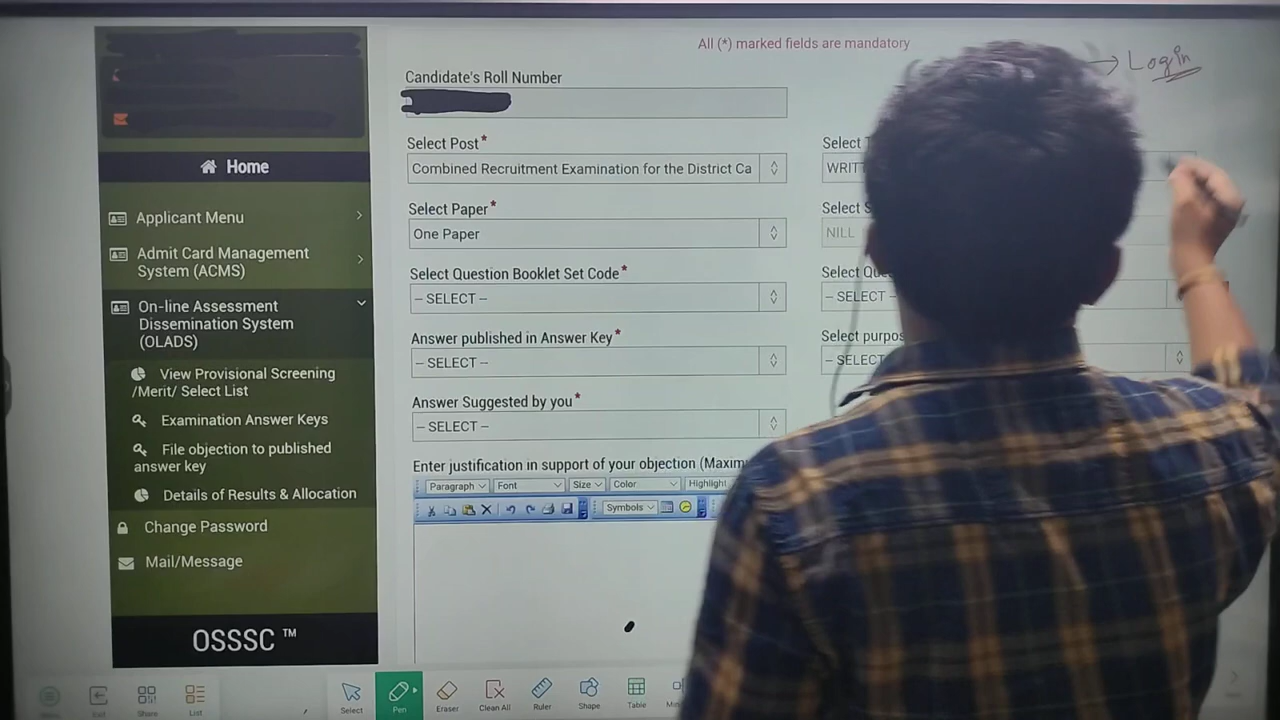 All (*) marked fields are mandatory
→ Login
Candidate's Roll Number
Select Post*
Combined Recruitment Examination for the District Ca
Select
WRIT
Select Paper*
One Paper
Select
NILL
Select Question Booklet Set Code*
-- SELECT --
Select
-- SELECT
Answer published in Answer Key*
-- SELECT --
Select
-- SELECT
Answer Suggested by you*
-- SELECT --
Enter justification in support of your objection
Paragraph Font Size Color Highlight
Symbols
Home
Applicant Menu
Admit Card Management
System (ACMS)
On-line Assessment
Dissemination System
(OLADS)
View Provisional Screening
/Merit/ Select List
Examination Answer Keys
File objection to published
answer key
Details of Results & Allocation
Change Password
Mail/Message
OSSSC ™
Exit Share List Select Pen Eraser Clean All Ruler Shape Table